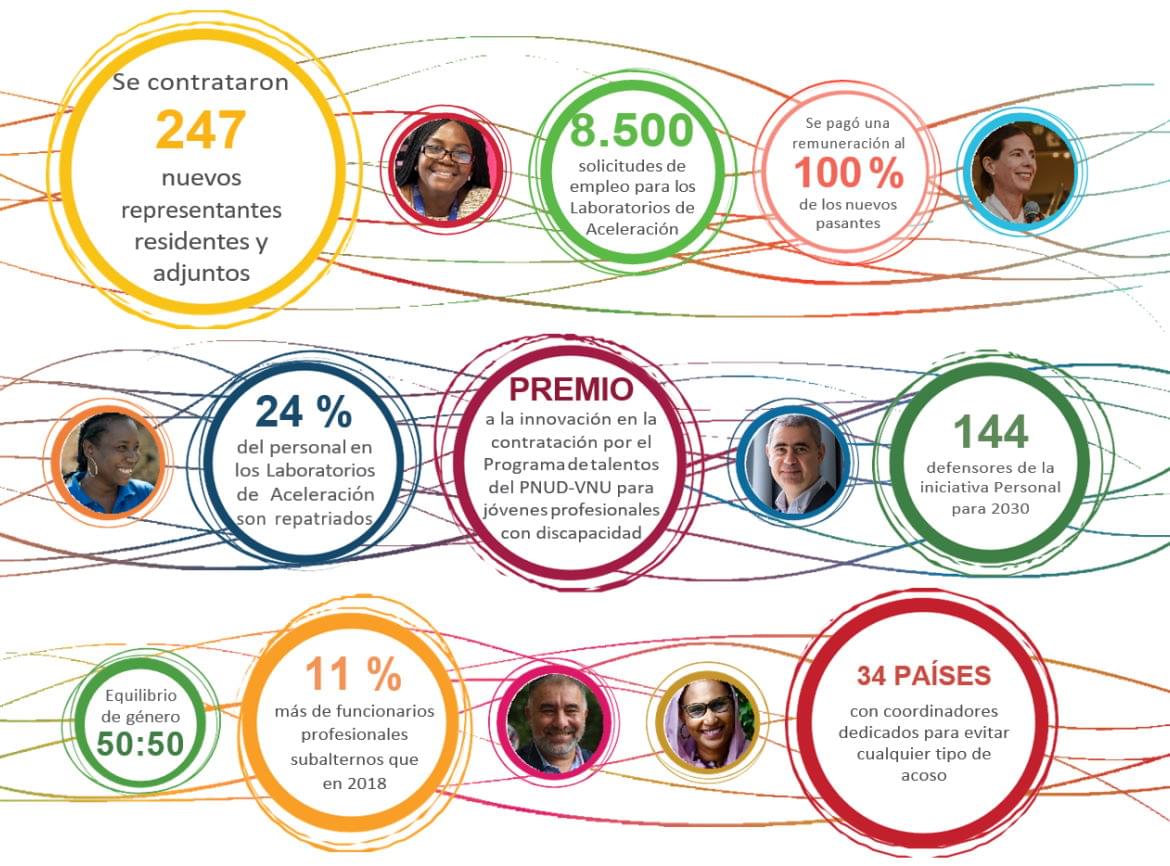 Se contrataron
247
nuevos
representantes
residentes y
adjuntos
8.500
solicitudes de
empleo para los
Laboratorios de
Aceleración
Se pagó una
remuneración al
100 %
de los nuevos
pasantes
24 %
del personal en
los Laboratorios
de Aceleración
son repatriados
PREMIO
a la innovación en la
contratación por el
Programa de talentos
del PNUD-VNU para
jóvenes profesionales
con discapacidad
144
defensores de la
iniciativa Personal
para 2030
Equilibrio
de género
50:50
11 %
más de funcionarios
profesionales
subalternos que
en 2018
34 PAÍSES
con coordinadores
dedicados para evitar
cualquier tipo de
acoso